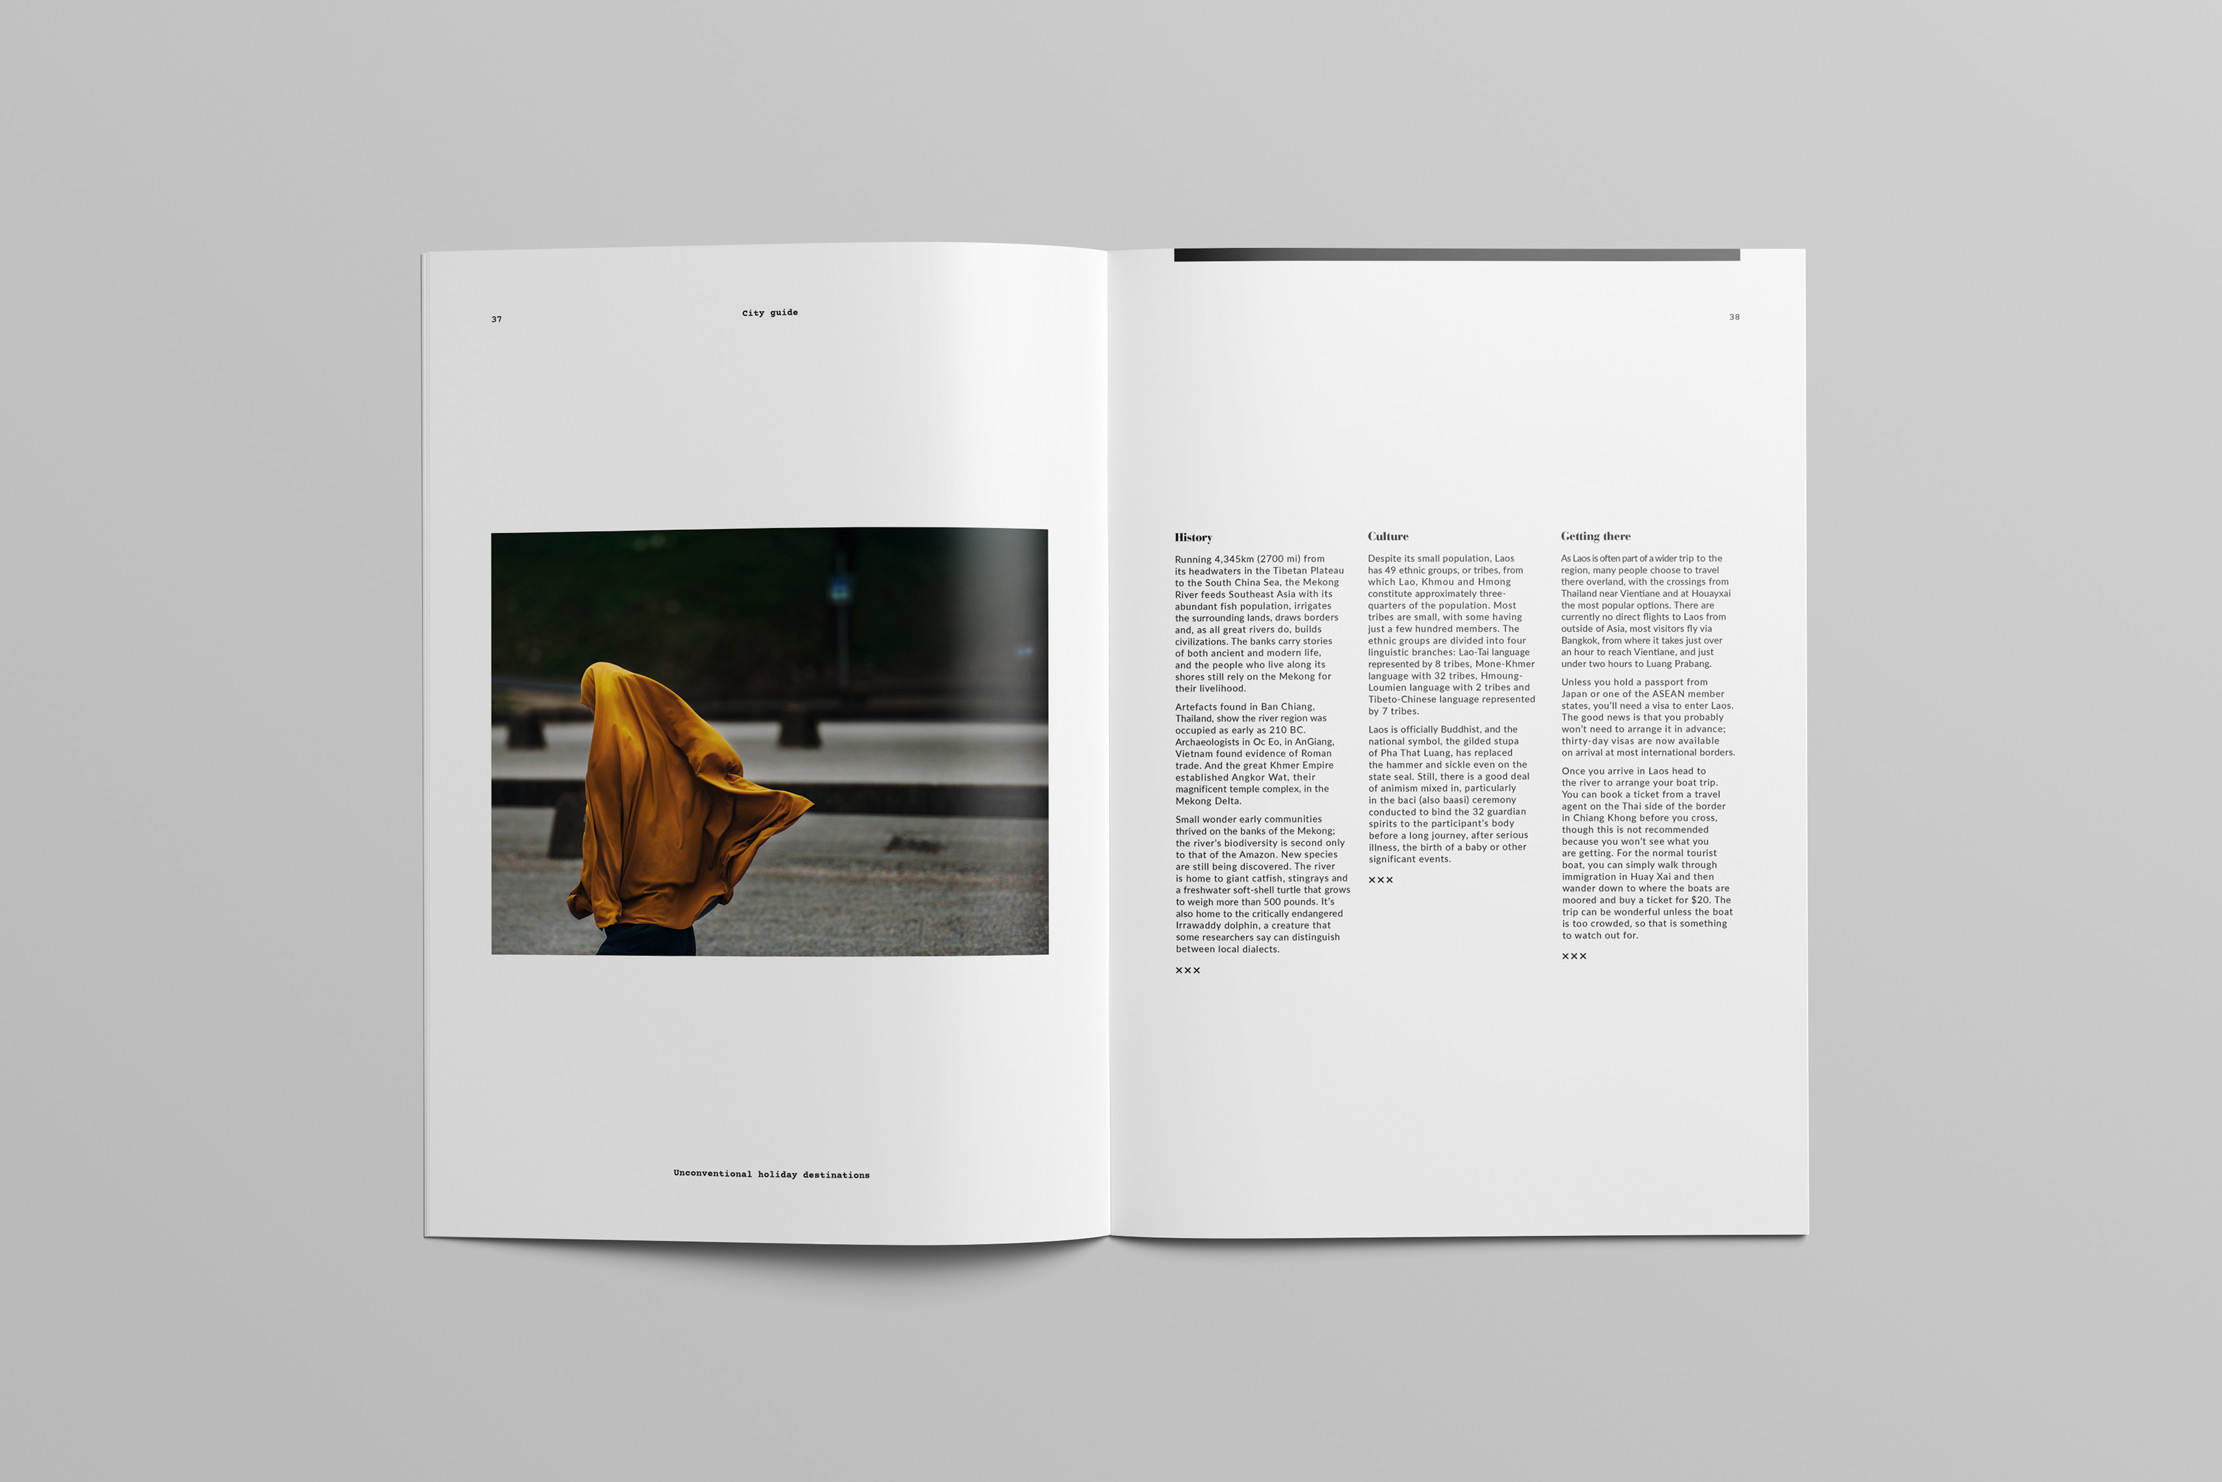 37
City guide
Unconventional holiday destinations
38
History
Running 4,345km (2700 mi) from
its headwaters in the Tibetan Plateau
to the South China Sea, the Mekong
River feeds Southeast Asia with its
abundant fish population, irrigates
the surrounding lands, draws borders
and, as all great rivers do, builds
civilizations. The banks carry stories
of both ancient and modern life,
and the people who live along its
shores still rely on the Mekong for
their livelihood.
Artefacts found in Ban Chiang,
Thailand, show the river region was
occupied as early as 210 BC.
Archaeologists in Oc Eo, in AnGiang,
Vietnam found evidence of Roman
trade. And the great Khmer Empire
established Angkor Wat, their
magnificent temple complex, in the
Mekong Delta.
Small wonder early communities
thrived on the banks of the Mekong;
the river's biodiversity is second only
to that of the Amazon. New species
are still being discovered. The river
is home to giant catfish, stingrays and
a freshwater soft-shell turtle that grows
to weigh more than 500 pounds. It's
also home to the critically endangered
Irrawaddy dolphin, a creature that
some researchers say can distinguish
between local dialects.
×××
Culture
Despite its small population, Laos
has 49 ethnic groups, or tribes, from
which Lao, Khmou and Hmong
constitute approximately three-
quarters of the population. Most
tribes are small, with some having
just a few hundred members. The
ethnic groups are divided into four
linguistic branches: Lao-Tai language
represented by 8 tribes, Mone-Khmer
language with 32 tribes, Hmoung-
Loumien language with 2 tribes and
Tibeto-Chinese language represented
by 7 tribes.
Laos is officially Buddhist, and the
national symbol, the gilded stupa
of Pha That Luang, has replaced
the hammer and sickle even on the
state seal. Still, there is a good deal
of animism mixed in, particularly
in the baci (also baasi) ceremony
conducted to bind the 32 guardian
spirits to the participant's body
before a long journey, after serious
illness, the birth of a baby or other
significant events.
×××
Getting there
As Laos is often part of a wider trip to the
region, many people choose to travel
there overland, with the crossings from
Thailand near Vientiane and at Houayxai
the most popular options. There are
currently no direct flights to Laos from
outside of Asia, most visitors fly via
Bangkok, from where it takes just over
an hour to reach Vientiane, and just
under two hours to Luang Prabang.
Unless you hold a passport from
Japan or one of the ASEAN member
states, you'll need a visa to enter Laos.
The good news is that you probably
won't need to arrange it in advance;
thirty-day visas are now available
on arrival at most international borders.
Once you arrive in Laos head to
the river to arrange your boat trip.
You can book a ticket from a travel
agent on the Thai side of the border
in Chiang Khong before you cross,
though this is not recommended
because you won't see what you
are getting. For the normal tourist
boat, you can simply walk through
immigration in Huay Xai and then
wander down to where the boats are
moored and buy a ticket for $20. The
trip can be wonderful unless the boat
is too crowded, so that is something
to watch out for.
×××